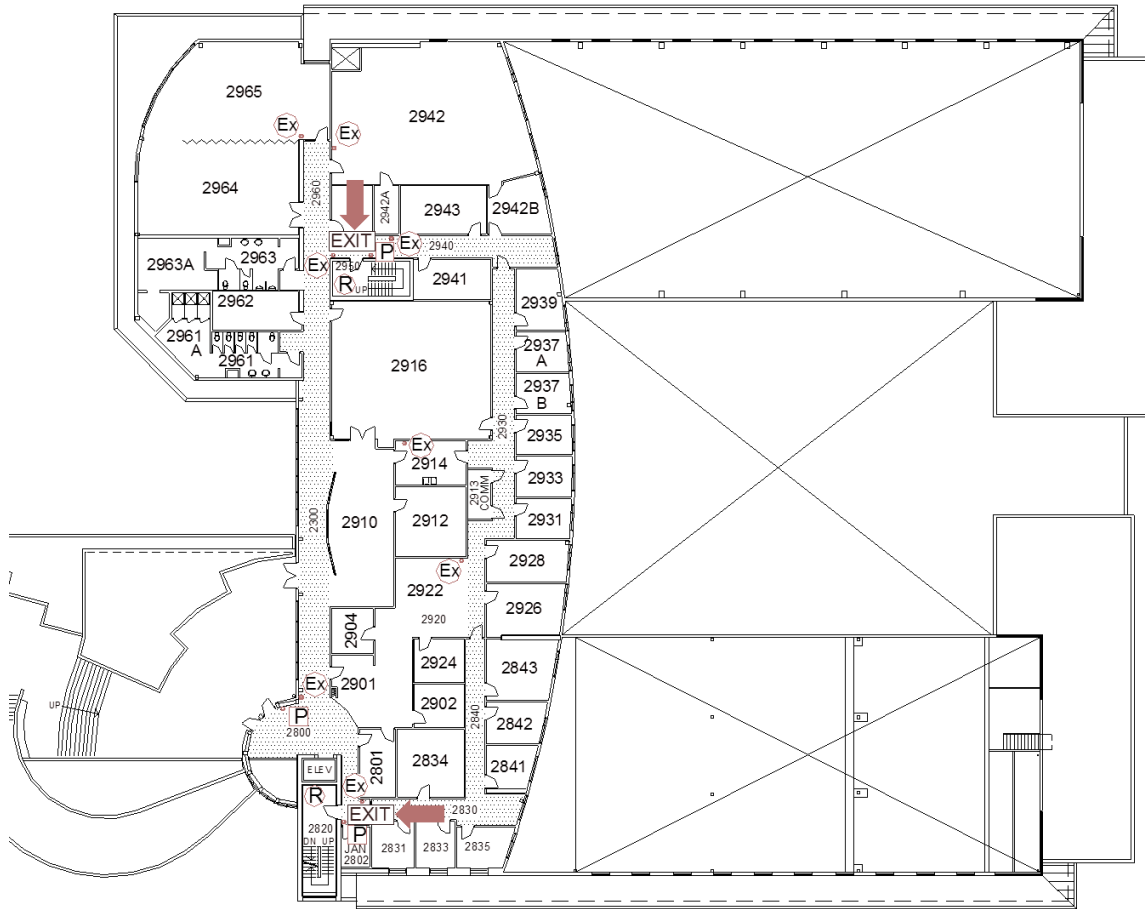 2965
2942
Ex
Ex
2964
2960
2942A
2943
2942B
EXIT
P
Ex
2940
2963A
2963
Ex
2950
R
UP
2941
2939
2962
2961
A
2961
2916
2937
A
2937
B
2930
2935
Ex
2914
2933
2913
COMM
2300
2910
2912
2931
Ex
2922
2928
2920
2926
2904
2924
2843
2901
Ex
2902
UP
P
2800
2840
2842
2801
2834
2841
ELEV
Ex
R
EXIT
2830
2820
DN UP
P
JAN
2802
2831
2833
2835